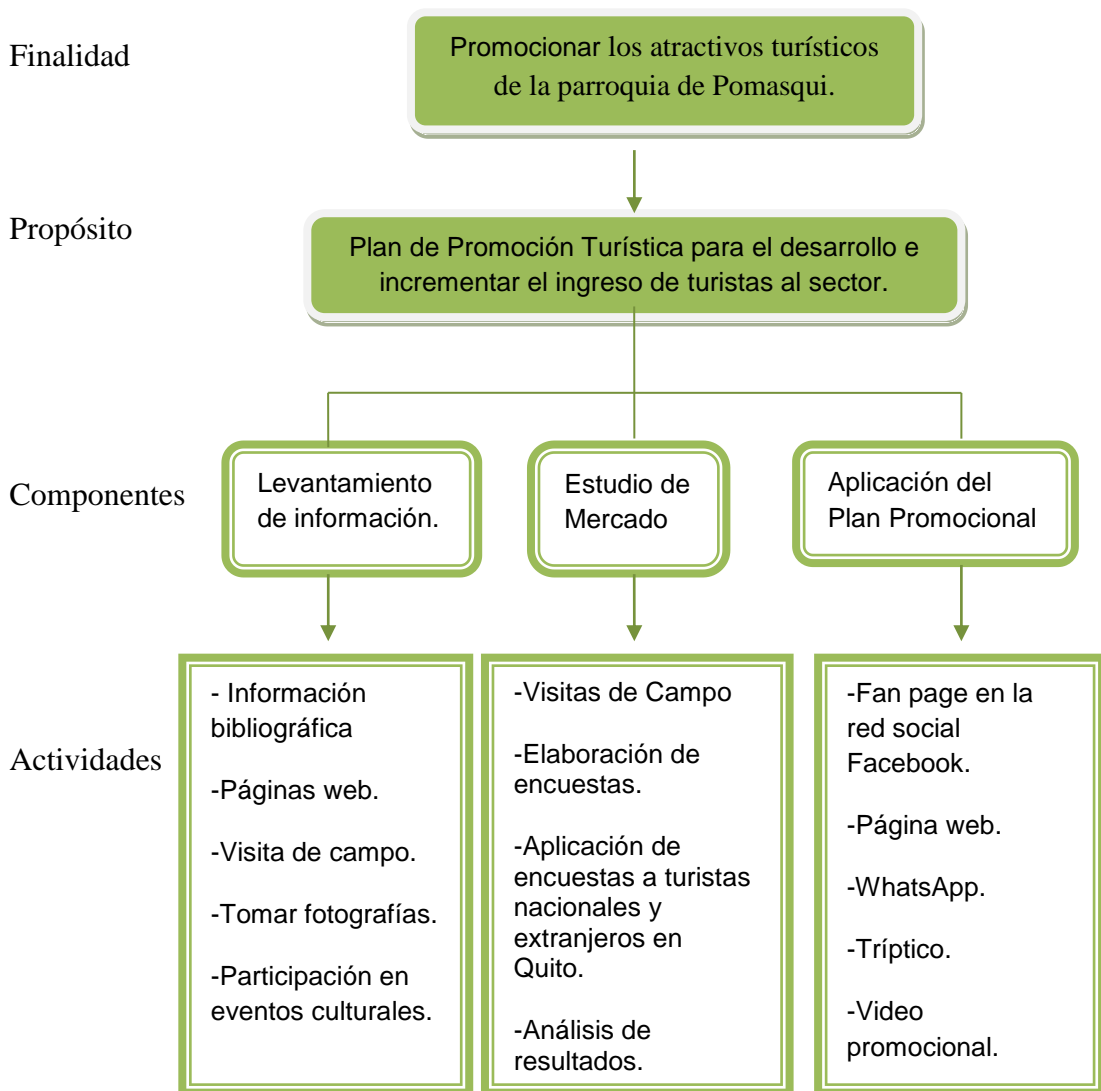 Finalidad
Promocionar los atractivos turísticos
de la parroquia de Pomasqui.
Propósito
Plan de Promoción Turística para el desarrollo e
incrementar el ingreso de turistas al sector.
Componentes
Levantamiento
de información.
Estudio de
Mercado
Aplicación del
Plan Promocional
Actividades
- Información
bibliográfica
-Páginas web.
-Visita de campo.
-Tomar fotografías.
-Participación en
eventos culturales.
-Visitas de Campo
-Elaboración de
encuestas.
-Aplicación de
encuestas a turistas
nacionales y
extranjeros en
Quito.
-Análisis de
resultados.
-Fan page en la
red social
Facebook.
-Página web.
-WhatsApp.
-Tríptico.
-Video
promocional.